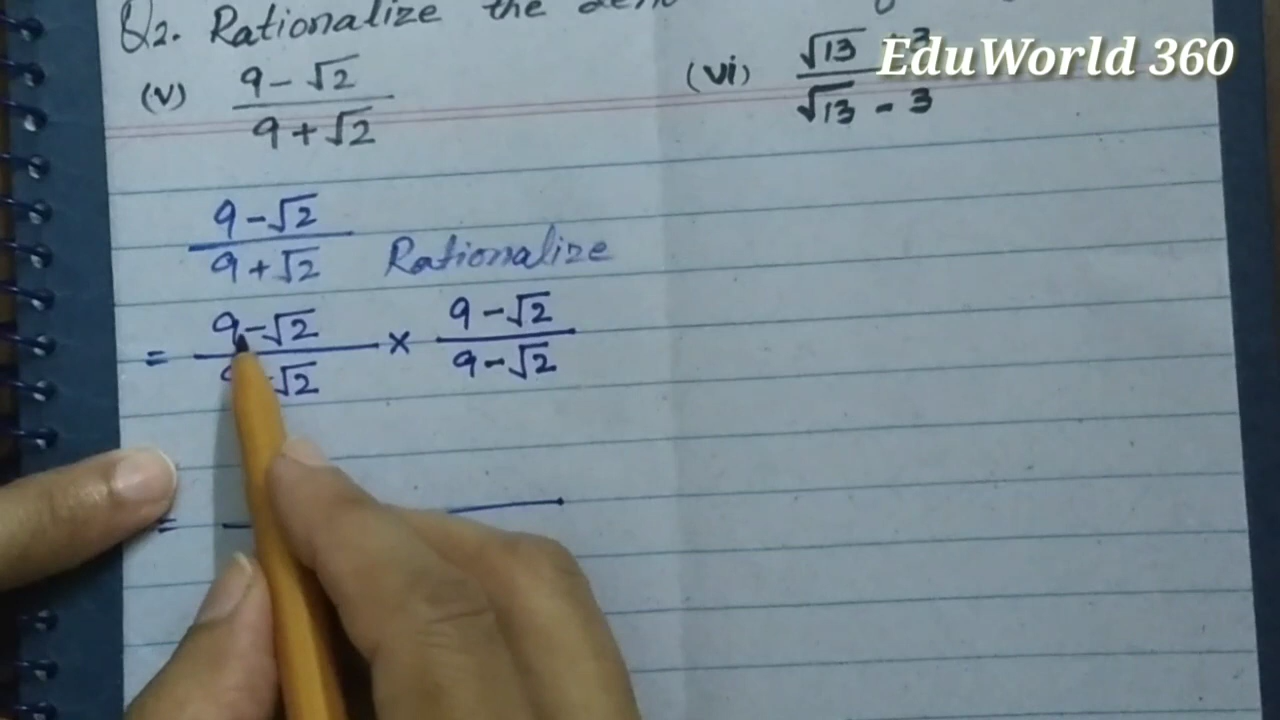 Q2. Rationalize the
(v) 9-√2 / 9+√2 (vi) √13 3 / √13 - 3
EduWorld 360
9-√2 / 9+√2 Rationalize
= 9-√2 / √2 × 9-√2 / 9-√2
=